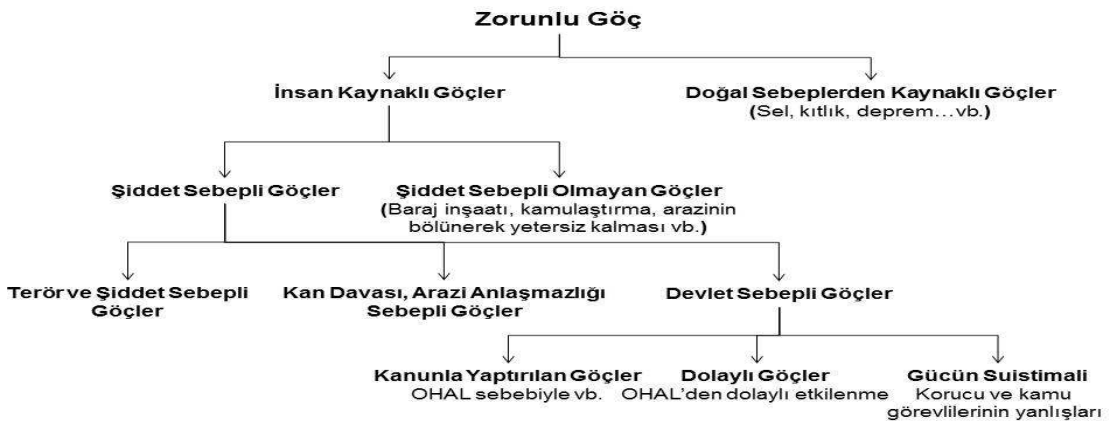 Zorunlu Göç
İnsan Kaynaklı Göçler
Doğal Sebeplerden Kaynaklı Göçler
(Sel, kıtlık, deprem…vb.)
Şiddet Sebepli Göçler
Şiddet Sebepli Olmayan Göçler
(Baraj inşaatı, kamulaştırma, arazinin
bölünerek yetersiz kalması vb.)
Terör ve Şiddet Sebepli
Göçler
Kan Davası, Arazi Anlaşmazlığı
Sebepli Göçler
Devlet Sebepli Göçler
Kanunla Yaptırılan Göçler
OHAL sebebiyle vb.
Dolaylı Göçler
OHAL'den dolaylı etkilenme
Gücün Suistimali
Korucu ve kamu
görevlilerinin yanlışları